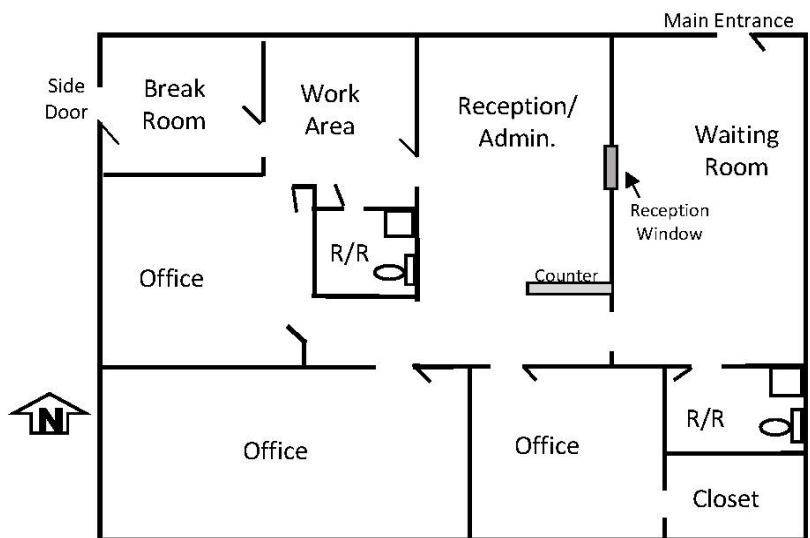 Main Entrance
Side
Door
Break
Room
Work
Area
Reception/
Admin.
Waiting
Room
Reception
Window
R/R
Office
Counter
N
Office
Office
R/R
Closet